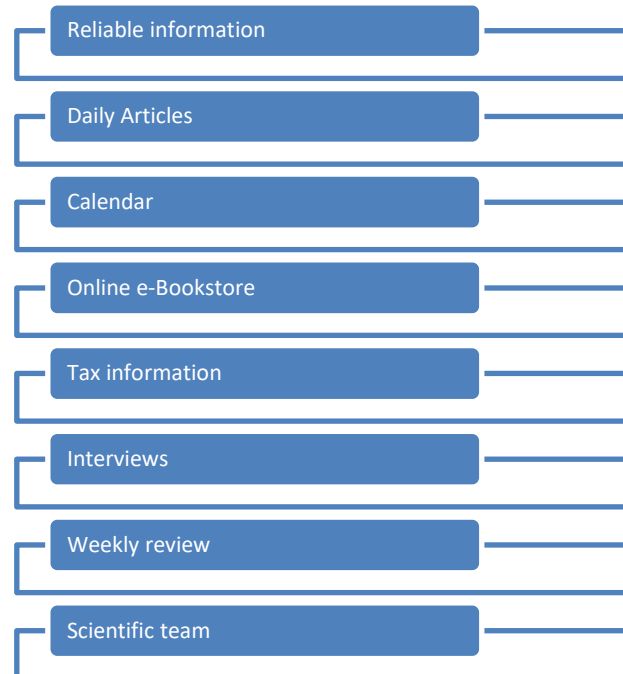 Reliable information
Daily Articles
Calendar
Online e-Bookstore
Tax information
Interviews
Weekly review
Scientific team